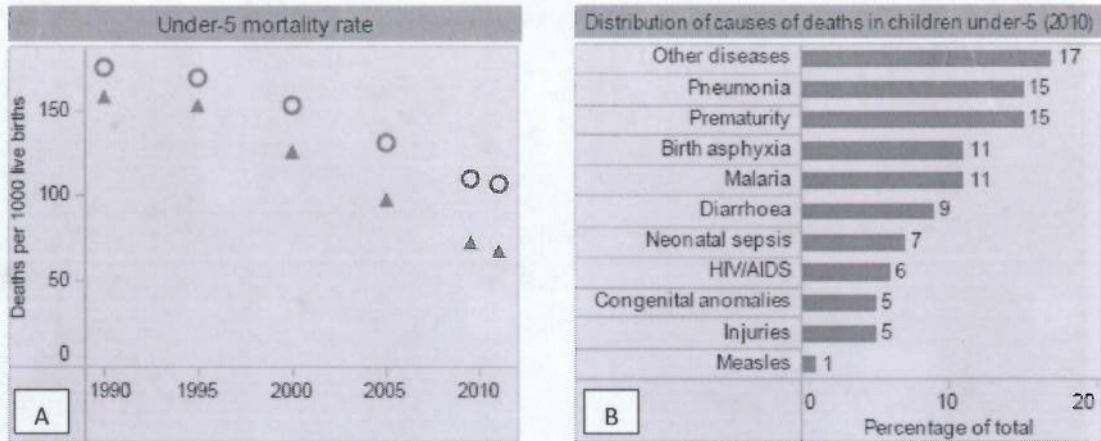 Under-5 mortality rate
Deaths per 1000 live births
150
100
50
0
1990 1995 2000 2005 2010
A
Distribution of causes of deaths in children under-5 (2010)
Other diseases 17
Pneumonia 15
Prematurity 15
Birth asphyxia 11
Malaria 11
Diarrhoea 9
Neonatal sepsis 7
HIV/AIDS 6
Congenital anomalies 5
Injuries 5
Measles 1
0 10 20
Percentage of total
B